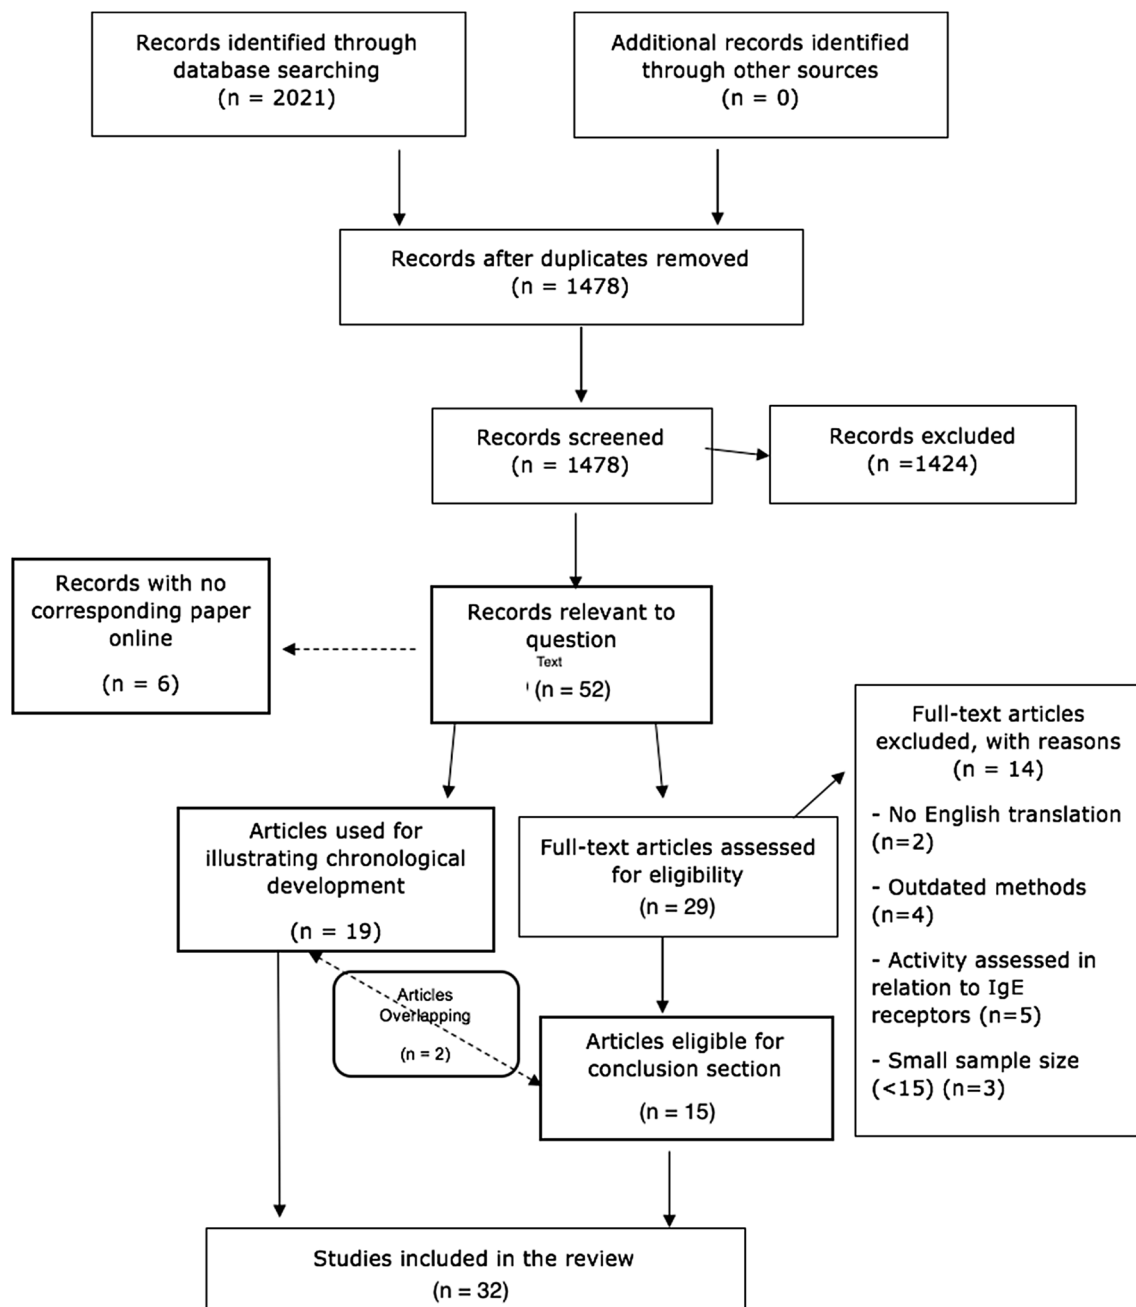 Records identified through
database searching
(n = 2021)
Additional records identified
through other sources
(n = 0)
Records after duplicates removed
(n = 1478)
Records screened
(n = 1478)
Records excluded
(n =1424)
Records with no
corresponding paper
online
(n = 6)
Records relevant to
question
Text
(n = 52)
Full-text articles
excluded, with reasons
(n = 14)
- No English translation
(n=2)
- Outdated methods
(n=4)
- Activity assessed in
relation to IgE
receptors (n=5)
- Small sample size
(<15) (n=3)
Articles used for
illustrating chronological
development
(n = 19)
Full-text articles assessed
for eligibility
(n = 29)
Articles
Overlapping
(n = 2)
Articles eligible for
conclusion section
(n = 15)
Studies included in the review
(n = 32)